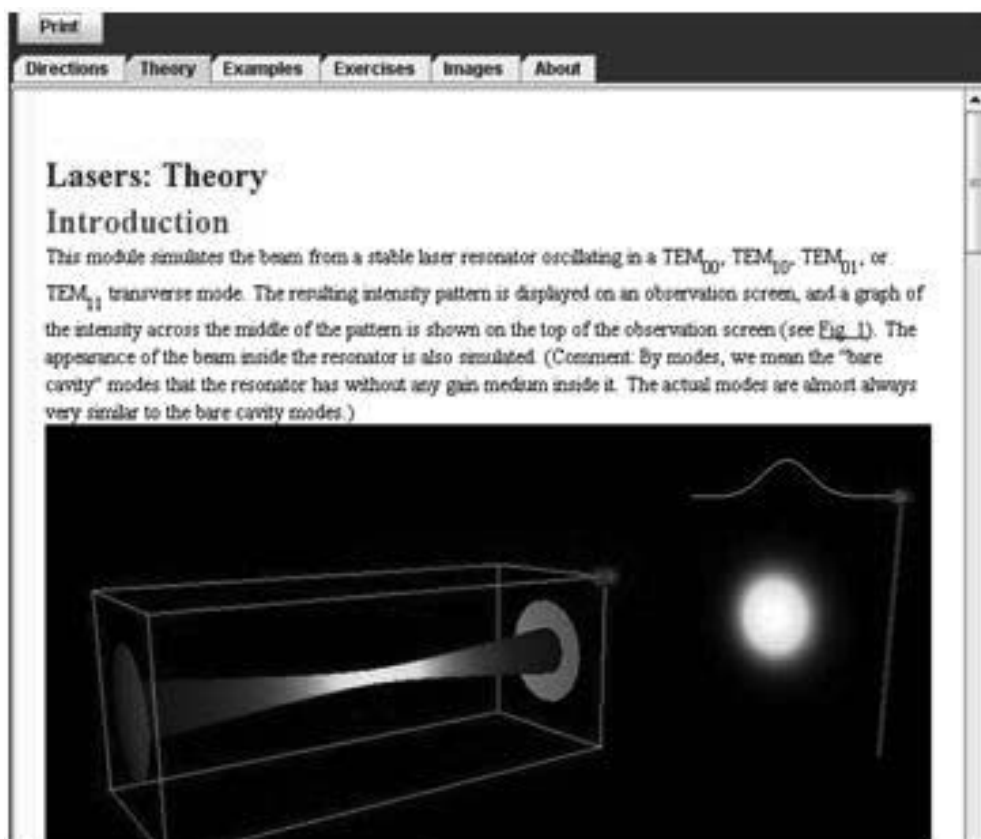 Print
Directions Theory Examples Exercises Images About
Lasers: Theory
Introduction
This module simulates the beam from a stable laser resonator oscillating in a TEM00, TEM10, TEM01, or
TEM11 transverse mode. The resulting intensity pattern is displayed on an observation screen, and a graph of
the intensity across the middle of the pattern is shown on the top of the observation screen (see Fig. 1). The
appearance of the beam inside the resonator is also simulated. (Comment: By modes, we mean the "bare
cavity" modes that the resonator has without any gain medium inside it. The actual modes are almost always
very similar to the bare cavity modes.)